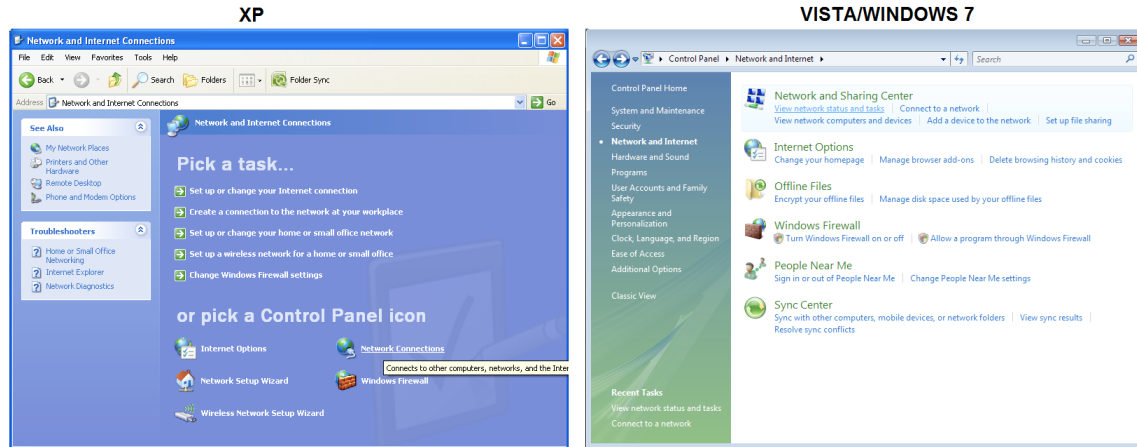 XP
VISTA/WINDOWS 7
Network and Internet Connections
File Edit View Favorites Tools Help
Back Search Folders Folder Sync
Address Network and Internet Connections Go
See Also
My Network Places
Printers and Other
Hardware
Remote Desktop
Phone and Modem Options
Troubleshooters
Home or Small Office
Networking
Internet Explorer
Network Diagnostics
Network and Internet Connections
Pick a task...
Set up or change your Internet connection
Create a connection to the network at your workplace
Set up or change your home or small office network
Set up a wireless network for a home or small office
Change Windows Firewall settings
or pick a Control Panel icon
Internet Options
Network Connections
Connects to other computers, networks, and the Inter
Network Setup Wizard
Windows Firewall
Wireless Network Setup Wizard
Control Panel Network and Internet Search
Control Panel Home
System and Maintenance
Security
Network and Internet
Hardware and Sound
Programs
User Accounts and Family
Safety
Appearance and
Personalization
Clock, Language, and Region
Ease of Access
Additional Options
Classic View
Recent Tasks
View network status and tasks
Connect to a network
Network and Sharing Center
View network status and tasks Connect to a network
View network computers and devices Add a device to the network Set up file sharing
Internet Options
Change your homepage Manage browser add-ons Delete browsing history and cookies
Offline Files
Encrypt your offline files Manage disk space used by your offline files
Windows Firewall
Turn Windows Firewall on or off Allow a program through Windows Firewall
People Near Me
Sign in or out of People Near Me Change People Near Me settings
Sync Center
Sync with other computers, mobile devices, or network folders View sync results
Resolve sync conflicts